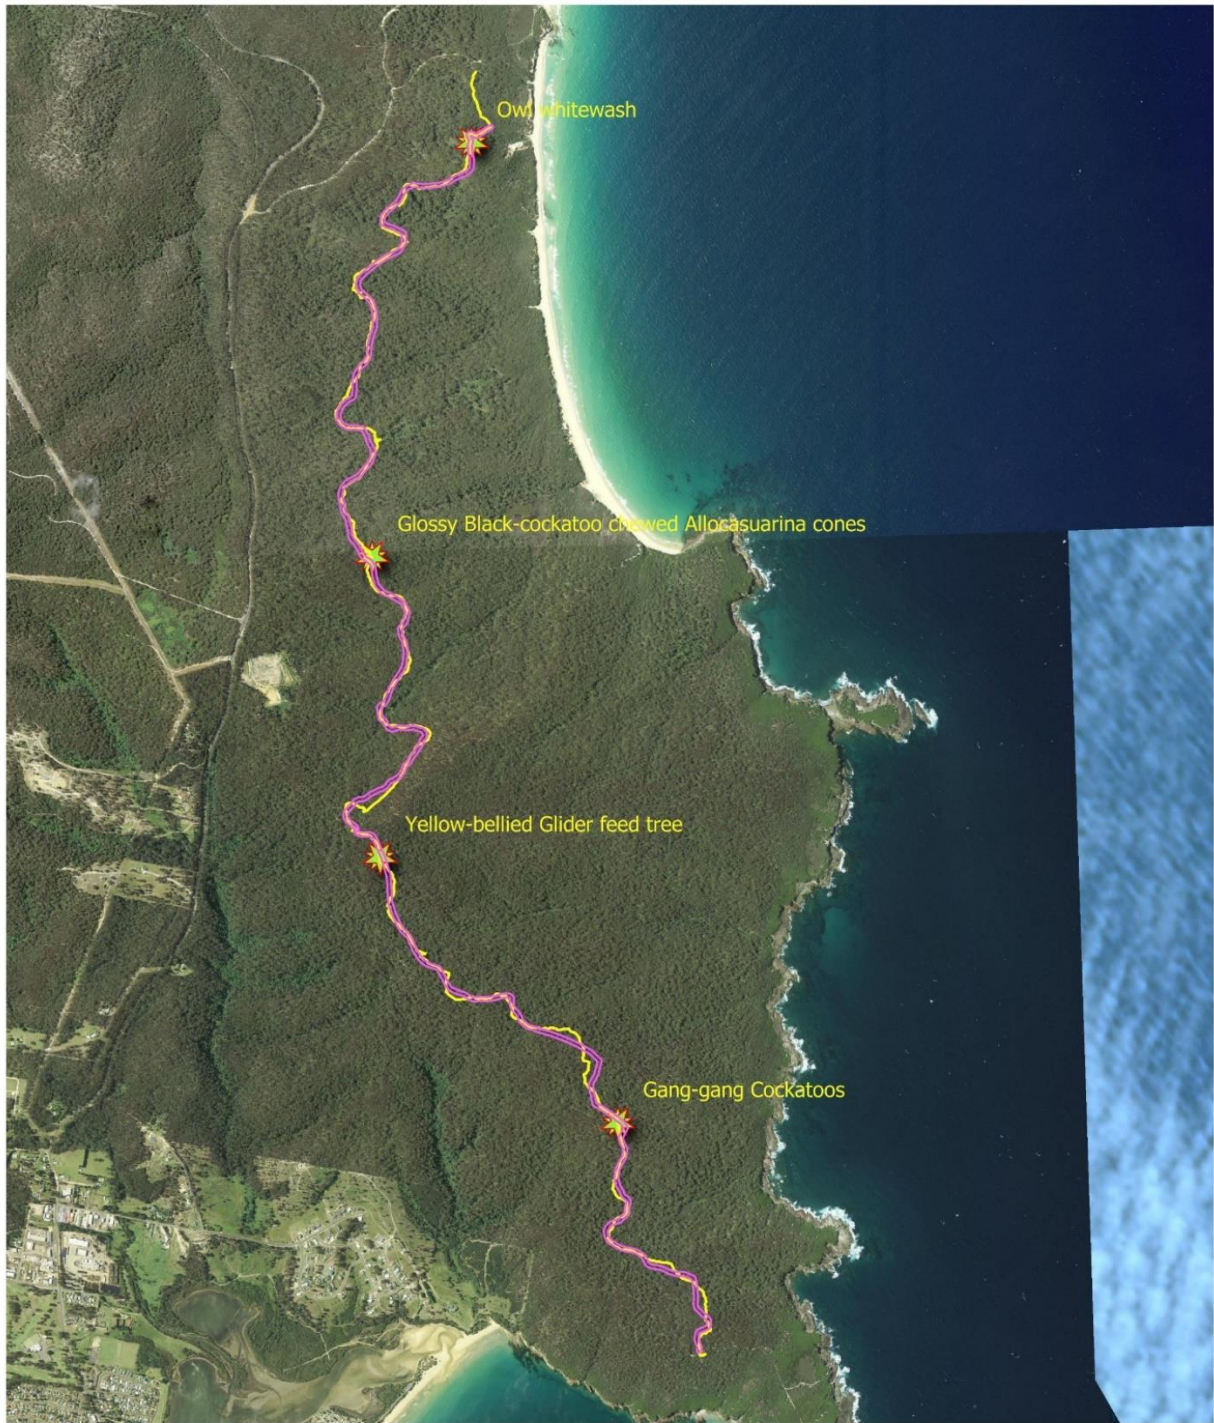 Owl whitewash
Glossy Black-cockatoo chewed Allocasuarina cones
Yellow-bellied Glider feed tree
Gang-gang Cockatoos